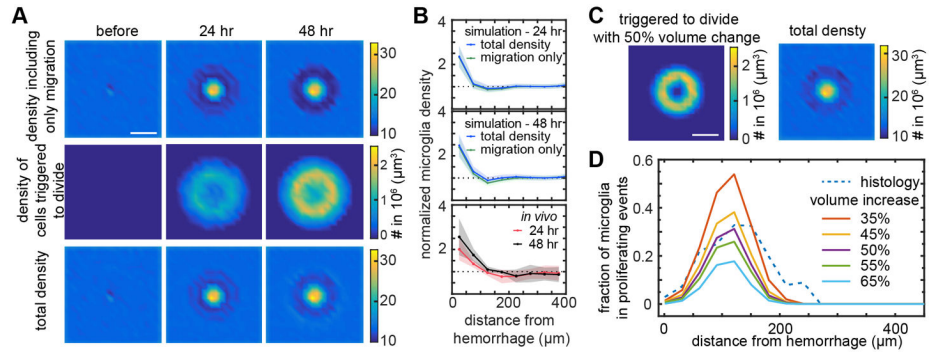 A
before
24 hr
48 hr
density including
only migration
30
20
10
density of
cells triggered
to divide
2
1
0
# in 10⁶ (µm³)
total density
30
20
10
B
simulation - 24 hr
total density
migration only
4
2
simulation - 48 hr
total density
migration only
4
2
in vivo
24 hr
48 hr
4
2
0
200
400
normalized microglia density
distance from
hemorrhage (µm)
C
triggered to divide
with 50% volume change
total density
2
1
0
# in 10⁶ (µm³)
30
20
10
# in 10⁶ (µm³)
D
0.6
0.4
0.2
0
0
200
400
fraction of microglia
in proliferating events
distance from hemorrhage (µm)
histology
volume increase
35%
45%
50%
55%
65%